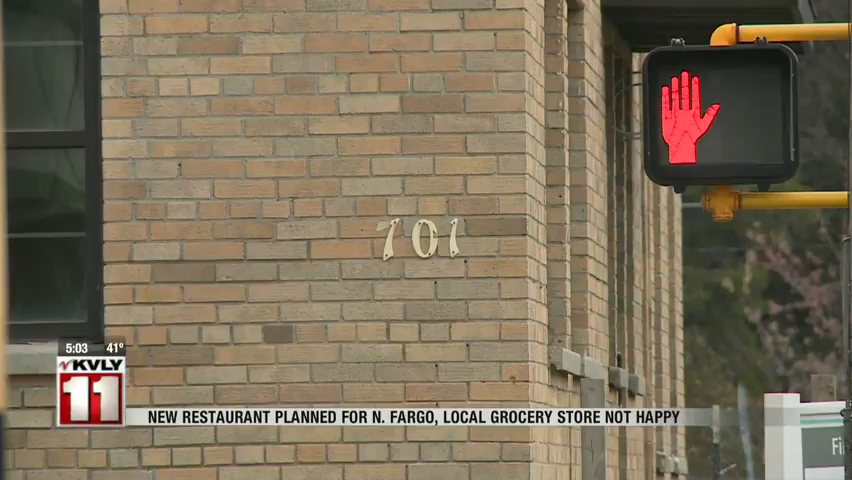 701
5:03 41°
KVLY
11
NEW RESTAURANT PLANNED FOR N. FARGO, LOCAL GROCERY STORE NOT HAPPY